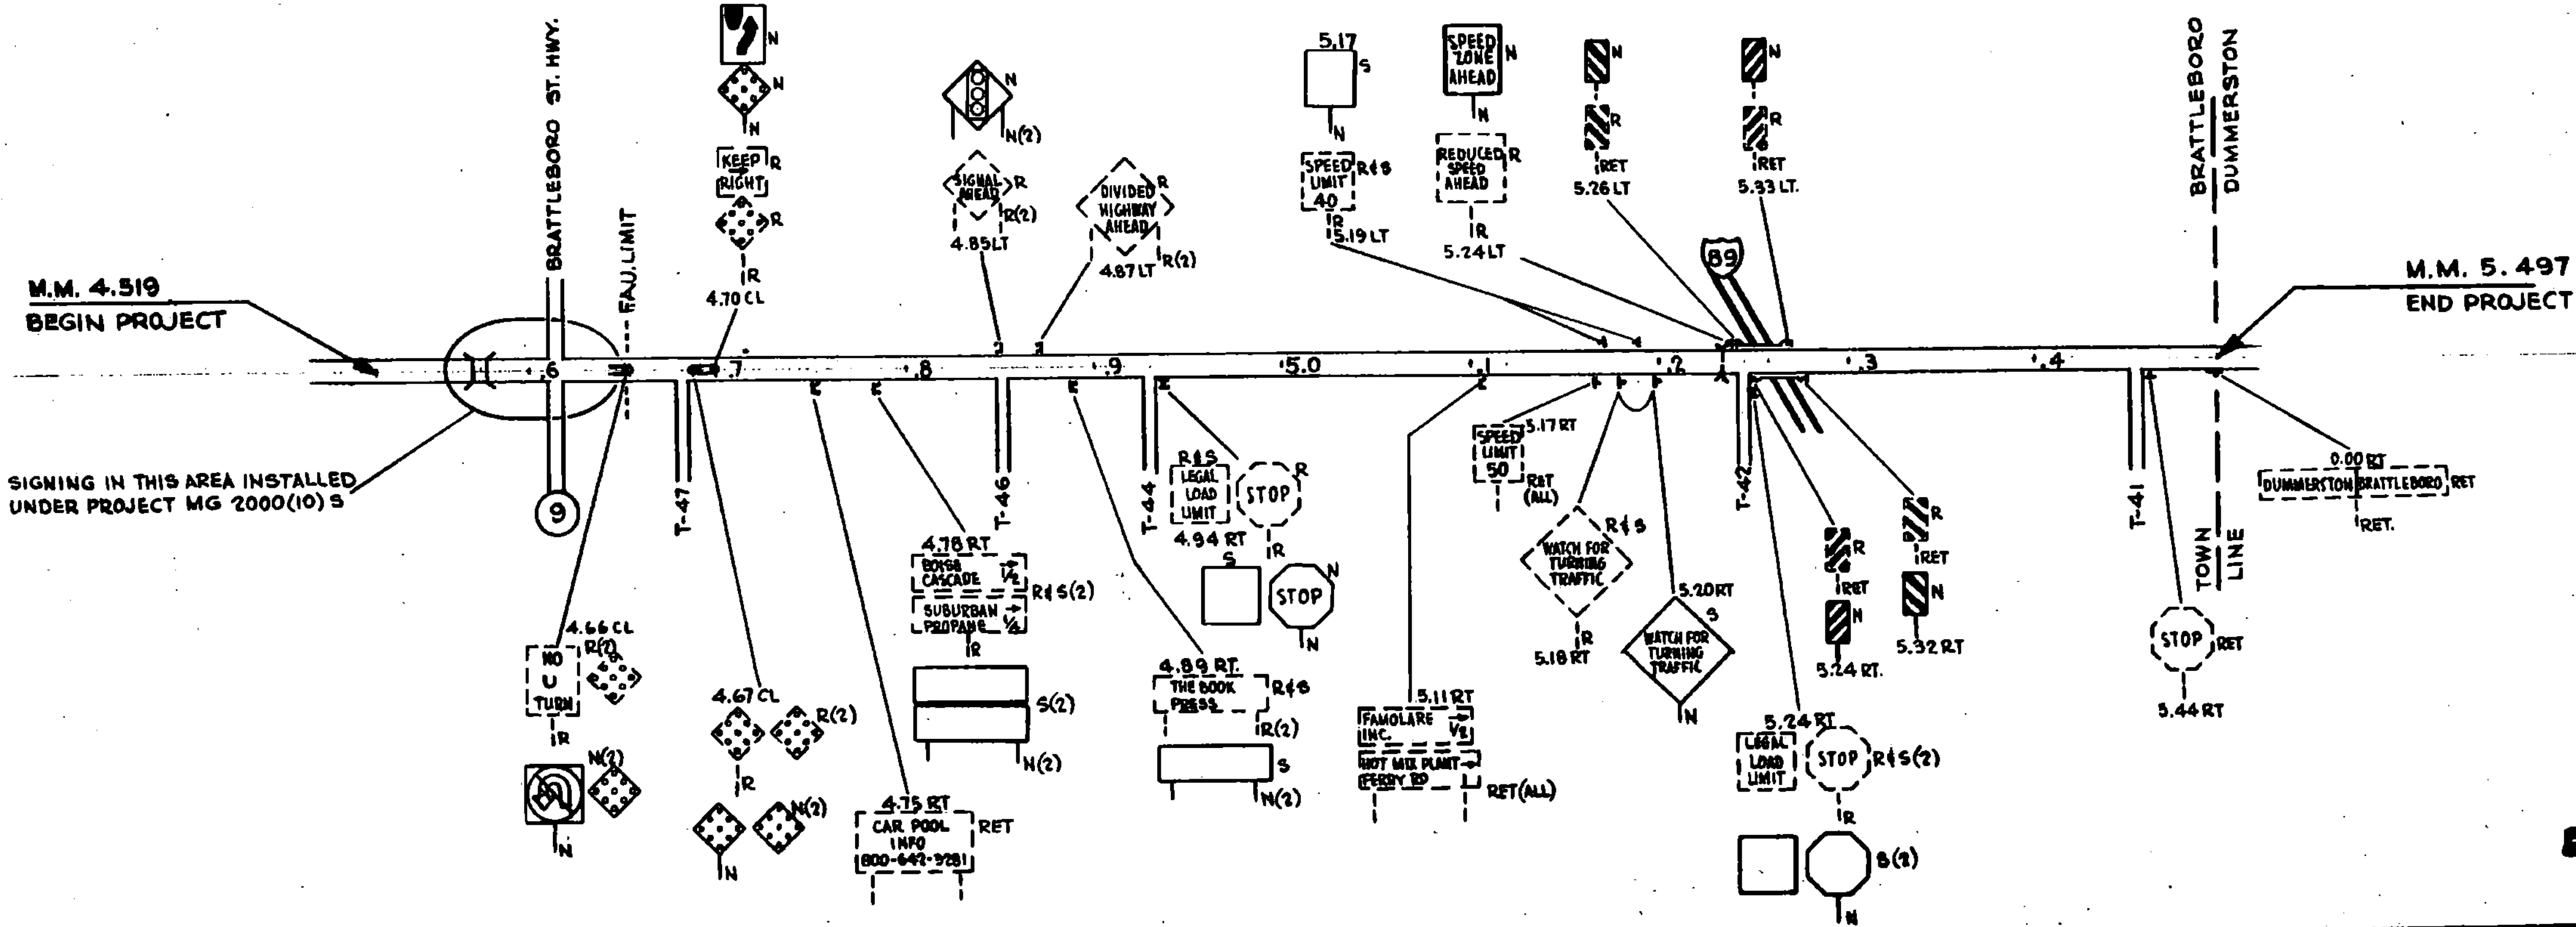 M.M. 4.519
BEGIN PROJECT
BRATTLEBORO ST. HWY.
F.A.U. LIMIT
SIGNING IN THIS AREA INSTALLED
UNDER PROJECT MG 2000(10) S
9
N
N
N
KEEP
RIGHT
R
R
R
4.70 CL
N
N(2)
SIGNAL
AHEAD
R
R(2)
4.85 LT
DIVIDED
HIGHWAY
AHEAD
R
R(2)
4.87 LT
5.17
S
N
SPEED
LIMIT
40
R&S
R
5.19 LT
SPEED
ZONE
AHEAD
N
N
REDUCED
SPEED
AHEAD
R
R
5.24 LT
N
R
RET
5.26 LT
N
R
RET
5.33 LT.
89
BRATTLEBORO
DUMMERSTON
M.M. 5.497
END PROJECT
.6
.7
.8
.9
5.0
.1
.2
.3
.4
T-47
T-46
T-44
T-42
T-41
TOWN
LINE
4.66 CL
R(2)
NO
U
TURN
R
N(2)
N
4.67 CL
R(2)
R
N(2)
N
4.75 RT
CAR POOL
INFO
800-642-9281
RET
4.78 RT
BOISE
CASCADE 1/2
SUBURBAN
PROPANE 1/4
R&S(2)
R
S(2)
N(2)
4.89 RT.
THE BOOK
PRESS
R&S
R(2)
S
N(2)
R&S
LEGAL
LOAD
LIMIT
STOP
R
4.94 RT
R
S
STOP
N
N
5.11 RT
FAMOLARE
INC. 1/2
HOT MIX PLANT
FERRY RD
RET(ALL)
5.17 RT
SPEED
LIMIT
50
RET
(ALL)
WATCH FOR
TURNING
TRAFFIC
R&S
R
5.18 RT
5.20 RT
S
WATCH FOR
TURNING
TRAFFIC
N
5.24 RT
LEGAL
LOAD
LIMIT
STOP
R&S(2)
R
S(2)
N
R
RET
N
5.24 RT.
R
RET
N
5.32 RT
STOP
RET
5.44 RT
0.00 RT
DUMMERSTON BRATTLEBORO
RET
RET.